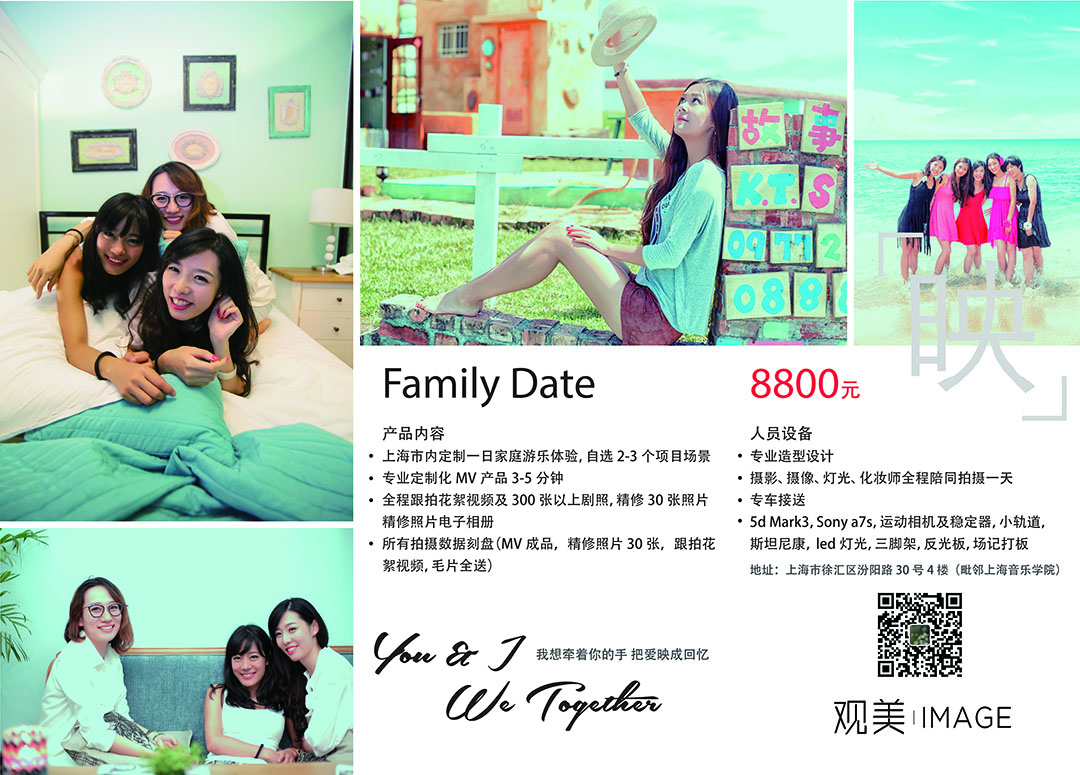 故事
K.T.S
0971 2
0888
「映」
Family Date
产品内容
• 上海市内定制一日家庭游乐体验, 自选 2-3 个项目场景
• 专业定制化 MV 产品 3-5 分钟
• 全程跟拍花絮视频及 300 张以上剧照, 精修 30 张照片
精修照片电子相册
• 所有拍摄数据刻盘(MV 成品，精修照片 30 张，跟拍花
絮视频, 毛片全送)
8800元
人员设备
• 专业造型设计
• 摄影、摄像、灯光、化妆师全程陪同拍摄一天
• 专车接送
• 5d Mark3, Sony a7s, 运动相机及稳定器, 小轨道,
斯坦尼康，led 灯光, 三脚架, 反光板, 场记打板
地址：上海市徐汇区汾阳路 30 号 4 楼（毗邻上海音乐学院）
You & I 我想牵着你的手 把爱映成回忆
We Together
观美 | IMAGE